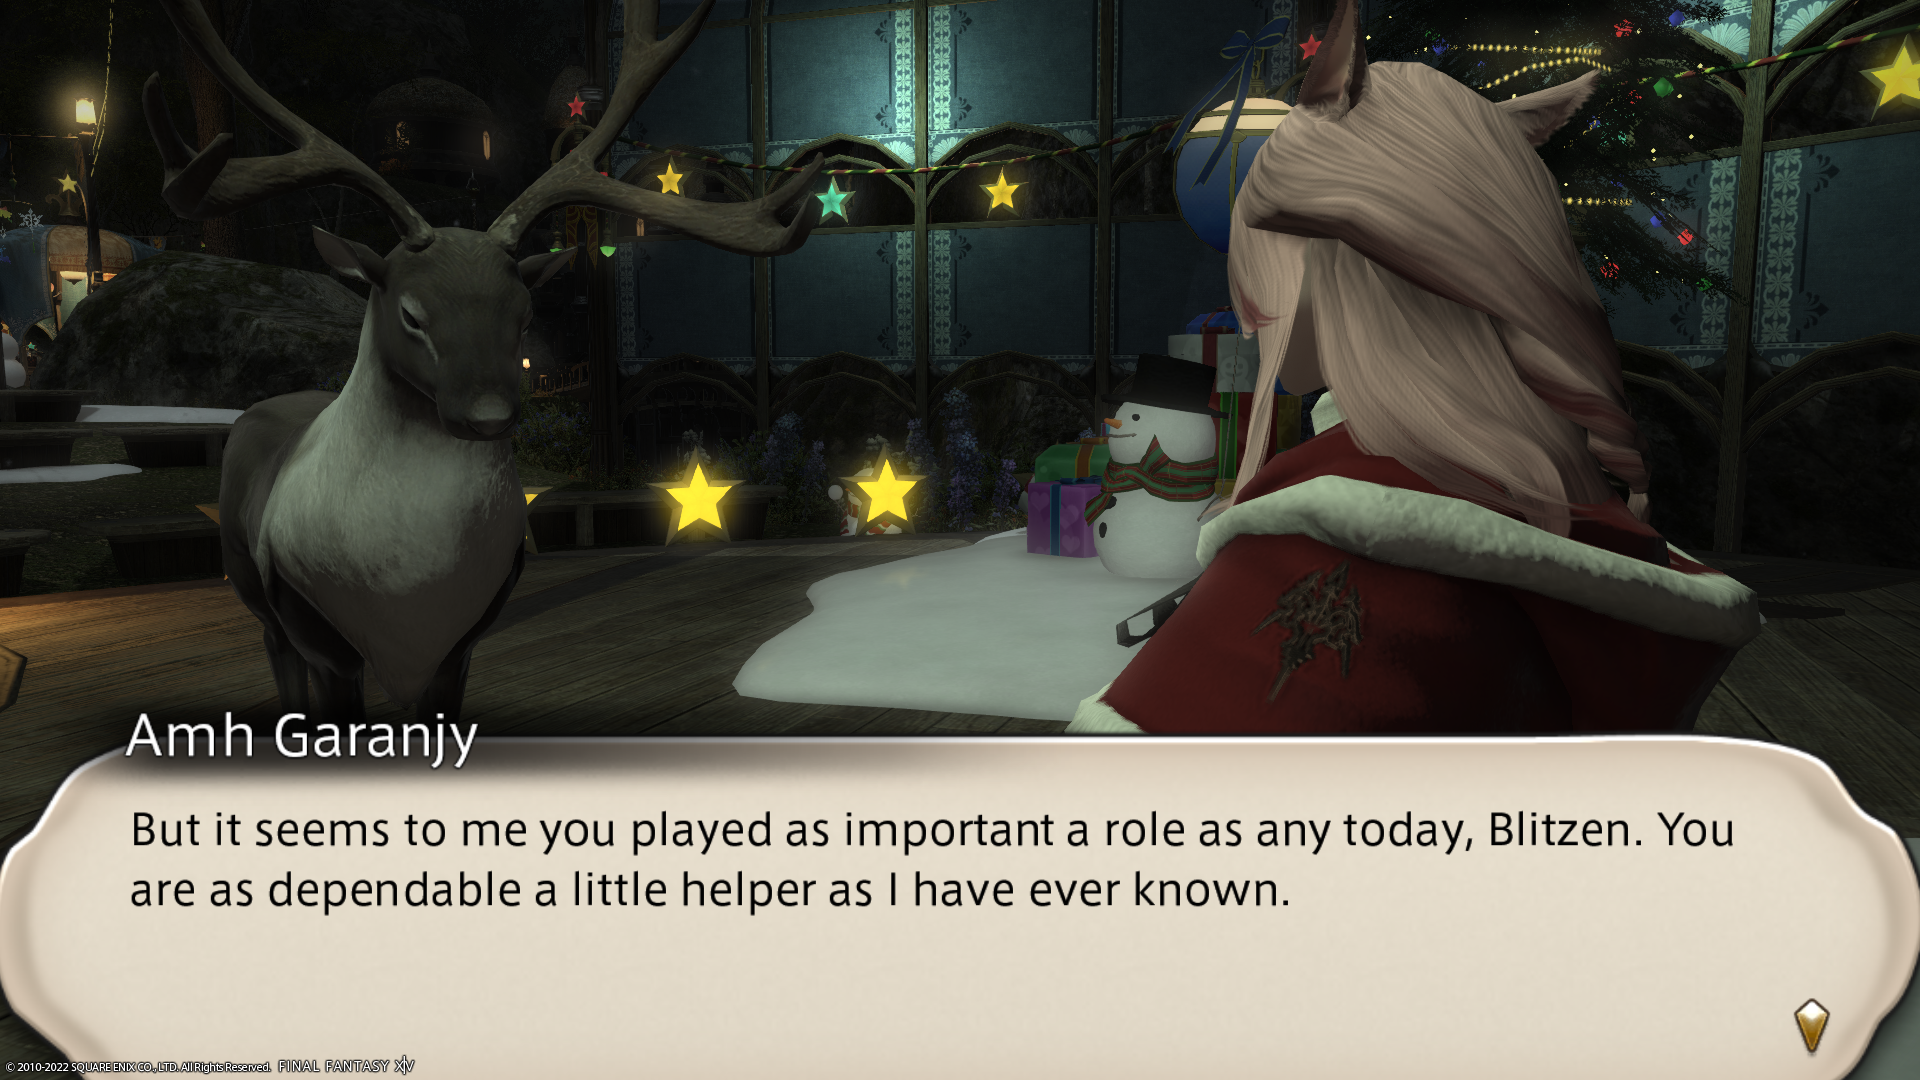 Amh Garanjy
But it seems to me you played as important a role as any today, Blitzen. You
are as dependable a little helper as I have ever known.
© 2010-2022 SQUARE ENIX CO., LTD. All Rights Reserved. FINAL FANTASY XIV